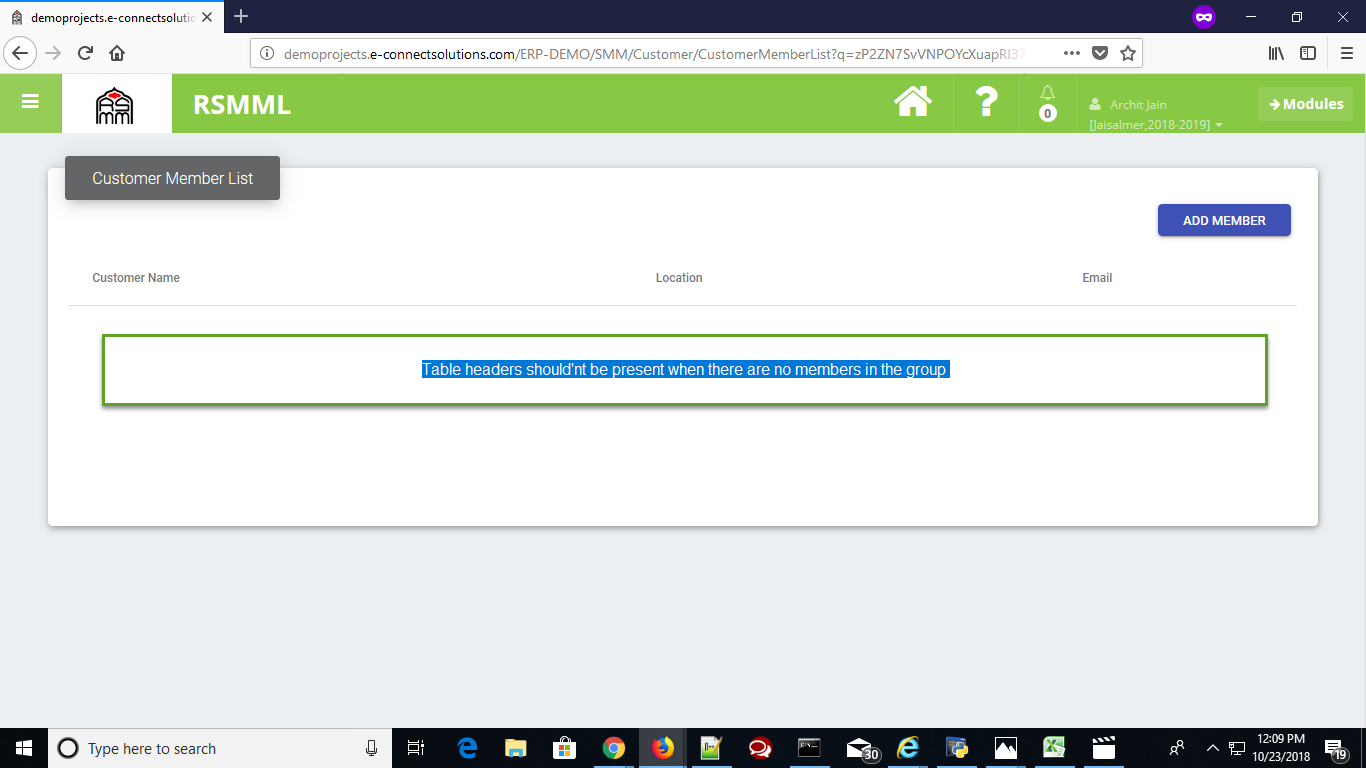 demoprojects.e-connectsolutic
demoprojects.e-connectsolutions.com/ERP-DEMO/SMM/Customer/CustomerMemberList?q=zP2ZN7SvVNPOYcXuapRI37
RSMML
0
Archit Jain
[Jaisalmer,2018-2019]
Modules
Customer Member List
ADD MEMBER
Customer Name Location Email
Table headers should'nt be present when there are no members in the group
Type here to search
30
12:09 PM
10/23/2018
19